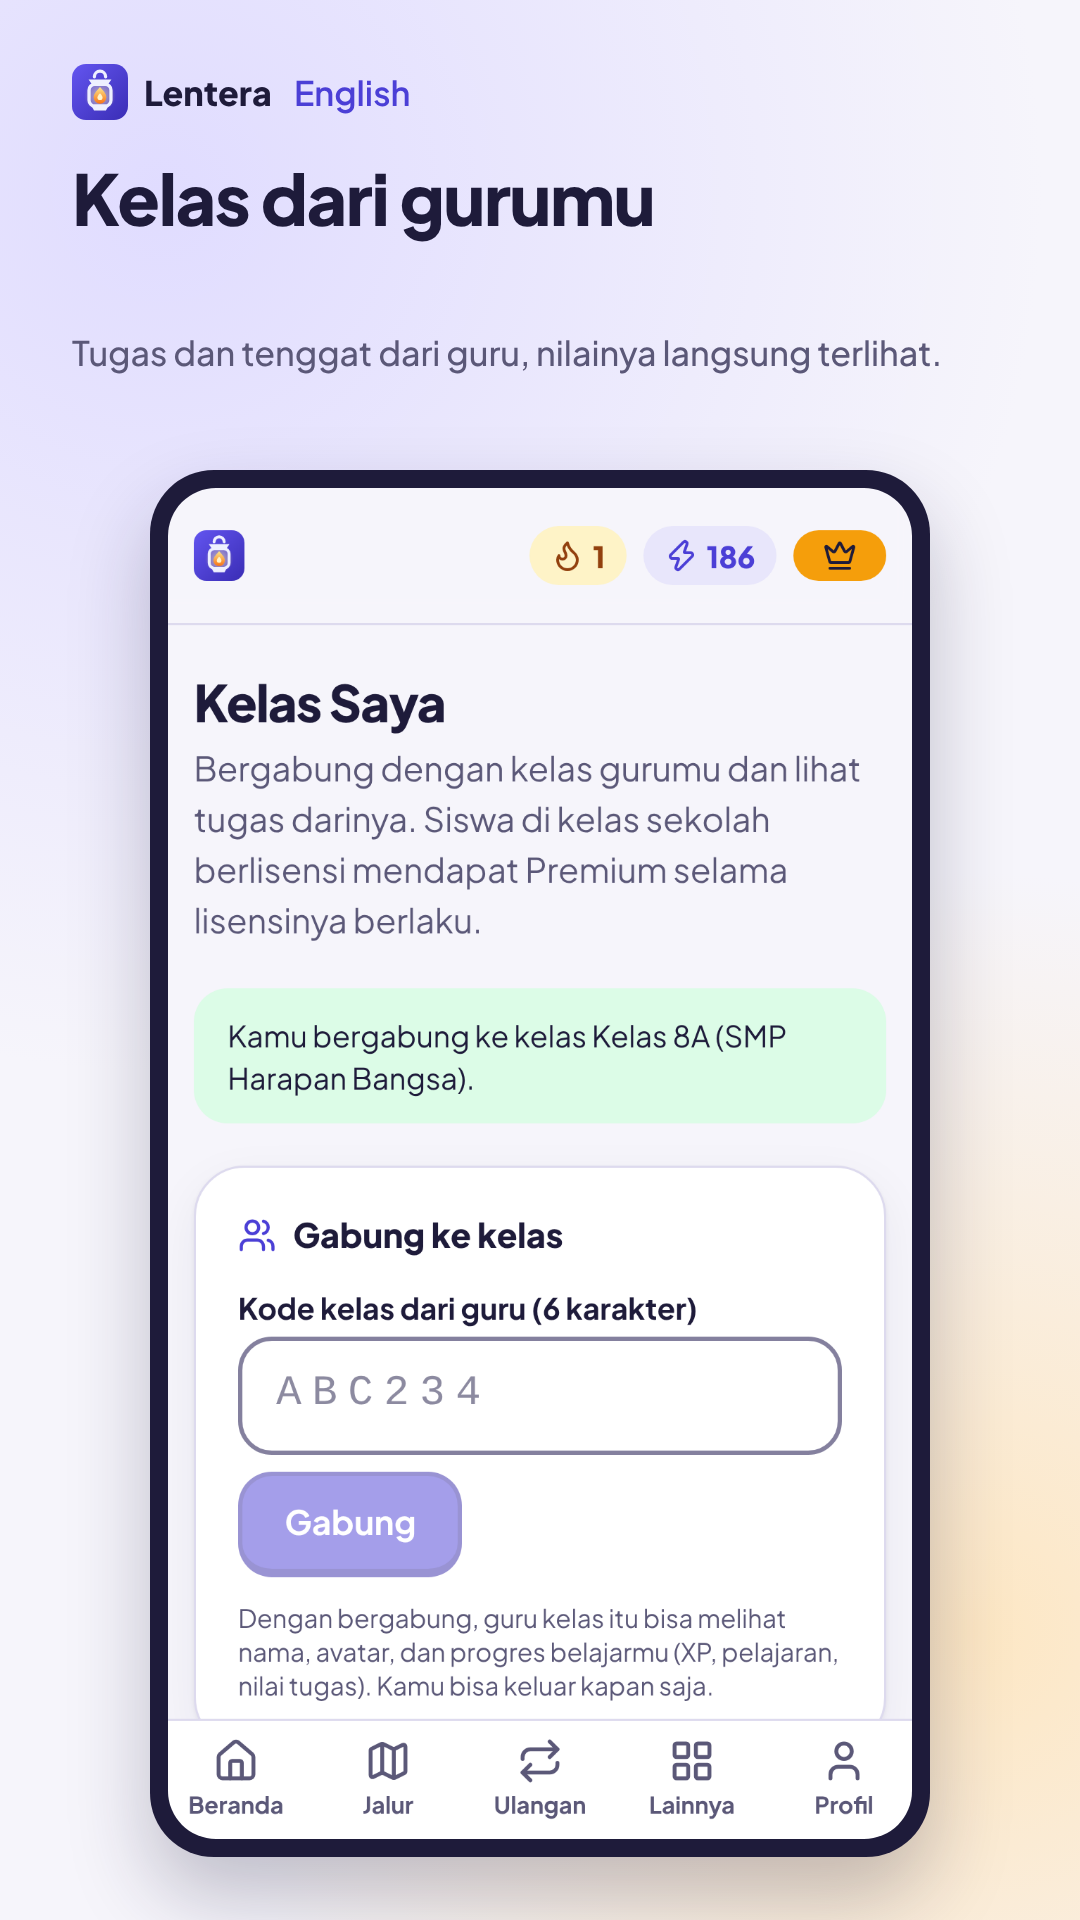 Lentera English
Kelas dari gurumu
Tugas dan tenggat dari guru, nilainya langsung terlihat.
1 186
Kelas Saya
Bergabung dengan kelas gurumu dan lihat
tugas darinya. Siswa di kelas sekolah
berlisensi mendapat Premium selama
lisensinya berlaku.
Kamu bergabung ke kelas Kelas 8A (SMP
Harapan Bangsa).
Gabung ke kelas
Kode kelas dari guru (6 karakter)
ABC234
Gabung
Dengan bergabung, guru kelas itu bisa melihat
nama, avatar, dan progres belajarmu (XP, pelajaran,
nilai tugas). Kamu bisa keluar kapan saja.
Beranda Jalur Ulangan Lainnya Profil